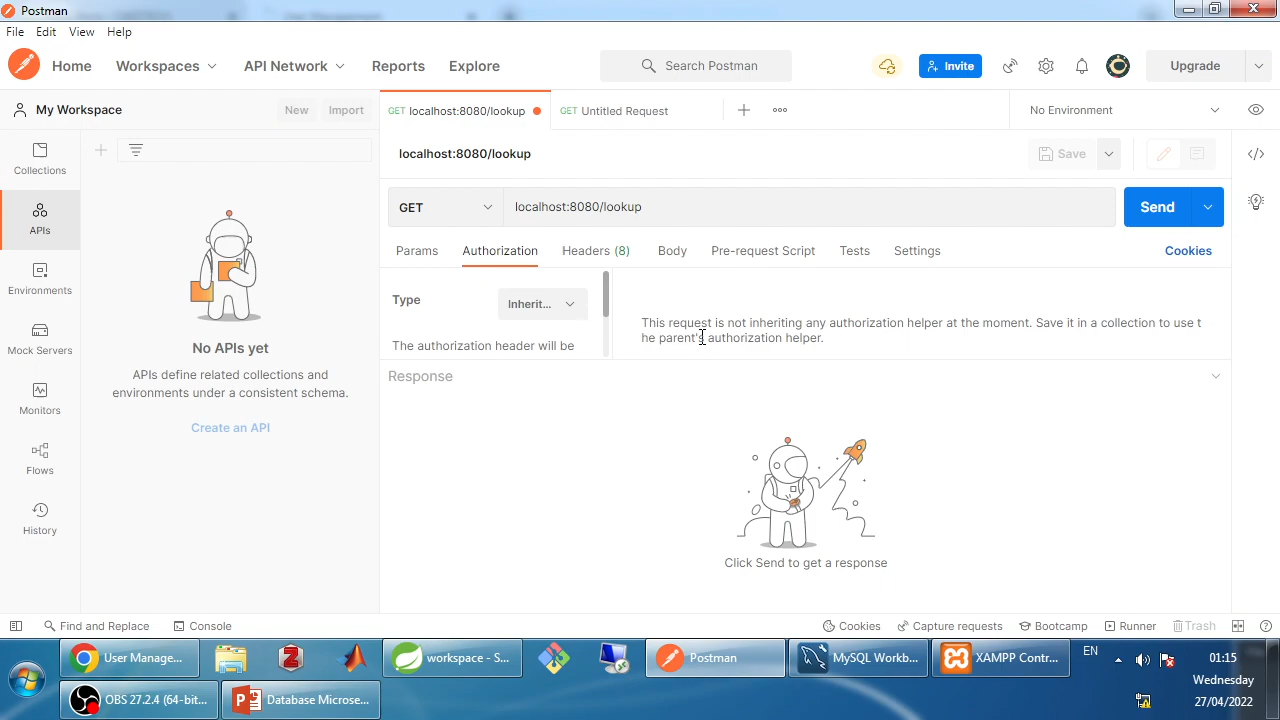 Postman
File Edit View Help
Home Workspaces API Network Reports Explore Search Postman Invite Upgrade
My Workspace New Import GET localhost:8080/lookup GET Untitled Request No Environment
Collections
APIs
Environments
Mock Servers
Monitors
Flows
History
No APIs yet
APIs define related collections and
environments under a consistent schema.
Create an API
localhost:8080/lookup Save
GET localhost:8080/lookup Send
Params Authorization Headers (8) Body Pre-request Script Tests Settings Cookies
Type Inherit...
The authorization header will be
This request is not inheriting any authorization helper at the moment. Save it in a collection to use t
he parent's authorization helper.
Response
Click Send to get a response
Find and Replace Console Cookies Capture requests Bootcamp Runner Trash
User Manage... workspace - S... Postman MySQL Workb... XAMPP Contr... EN 01:15
Wednesday
OBS 27.2.4 (64-bit... Database Microse... 27/04/2022